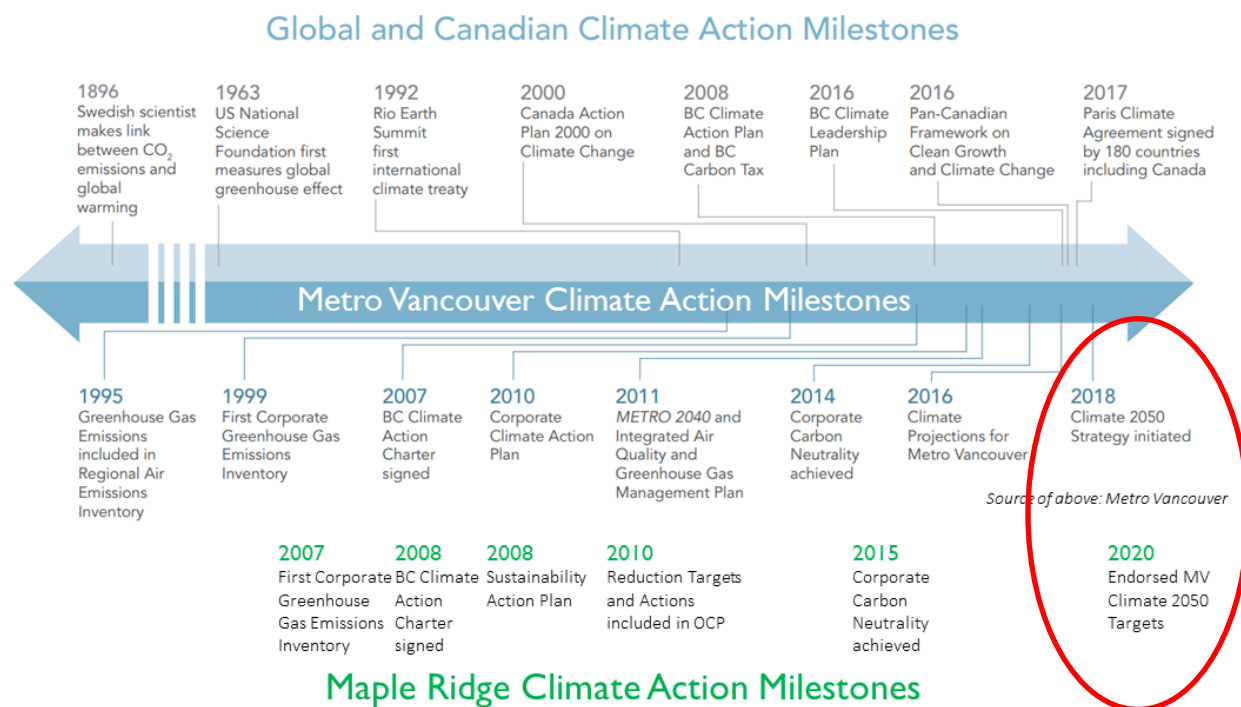 Global and Canadian Climate Action Milestones
1896
Swedish scientist
makes link
between CO₂
emissions and
global
warming
1963
US National
Science
Foundation first
measures global
greenhouse effect
1992
Rio Earth
Summit
first
international
climate treaty
2000
Canada Action
Plan 2000 on
Climate Change
2008
BC Climate
Action Plan
and BC
Carbon Tax
2016
BC Climate
Leadership
Plan
2016
Pan-Canadian
Framework on
Clean Growth
and Climate Change
2017
Paris Climate
Agreement signed
by 180 countries
including Canada
Metro Vancouver Climate Action Milestones
1995
Greenhouse Gas
Emissions
included in
Regional Air
Emissions
Inventory
1999
First Corporate
Greenhouse Gas
Emissions
Inventory
2007
BC Climate
Action
Charter
signed
2010
Corporate
Climate Action
Plan
2011
METRO 2040 and
Integrated Air
Quality and
Greenhouse Gas
Management Plan
2014
Corporate
Carbon
Neutrality
achieved
2016
Climate
Projections for
Metro Vancouver
2018
Climate 2050
Strategy initiated
Source of above: Metro Vancouver
2007
First Corporate
Greenhouse
Gas Emissions
Inventory
2008
BC Climate
Action
Charter
signed
2008
Sustainability
Action Plan
2010
Reduction Targets
and Actions
included in OCP
2015
Corporate
Carbon
Neutrality
achieved
2020
Endorsed MV
Climate 2050
Targets
Maple Ridge Climate Action Milestones